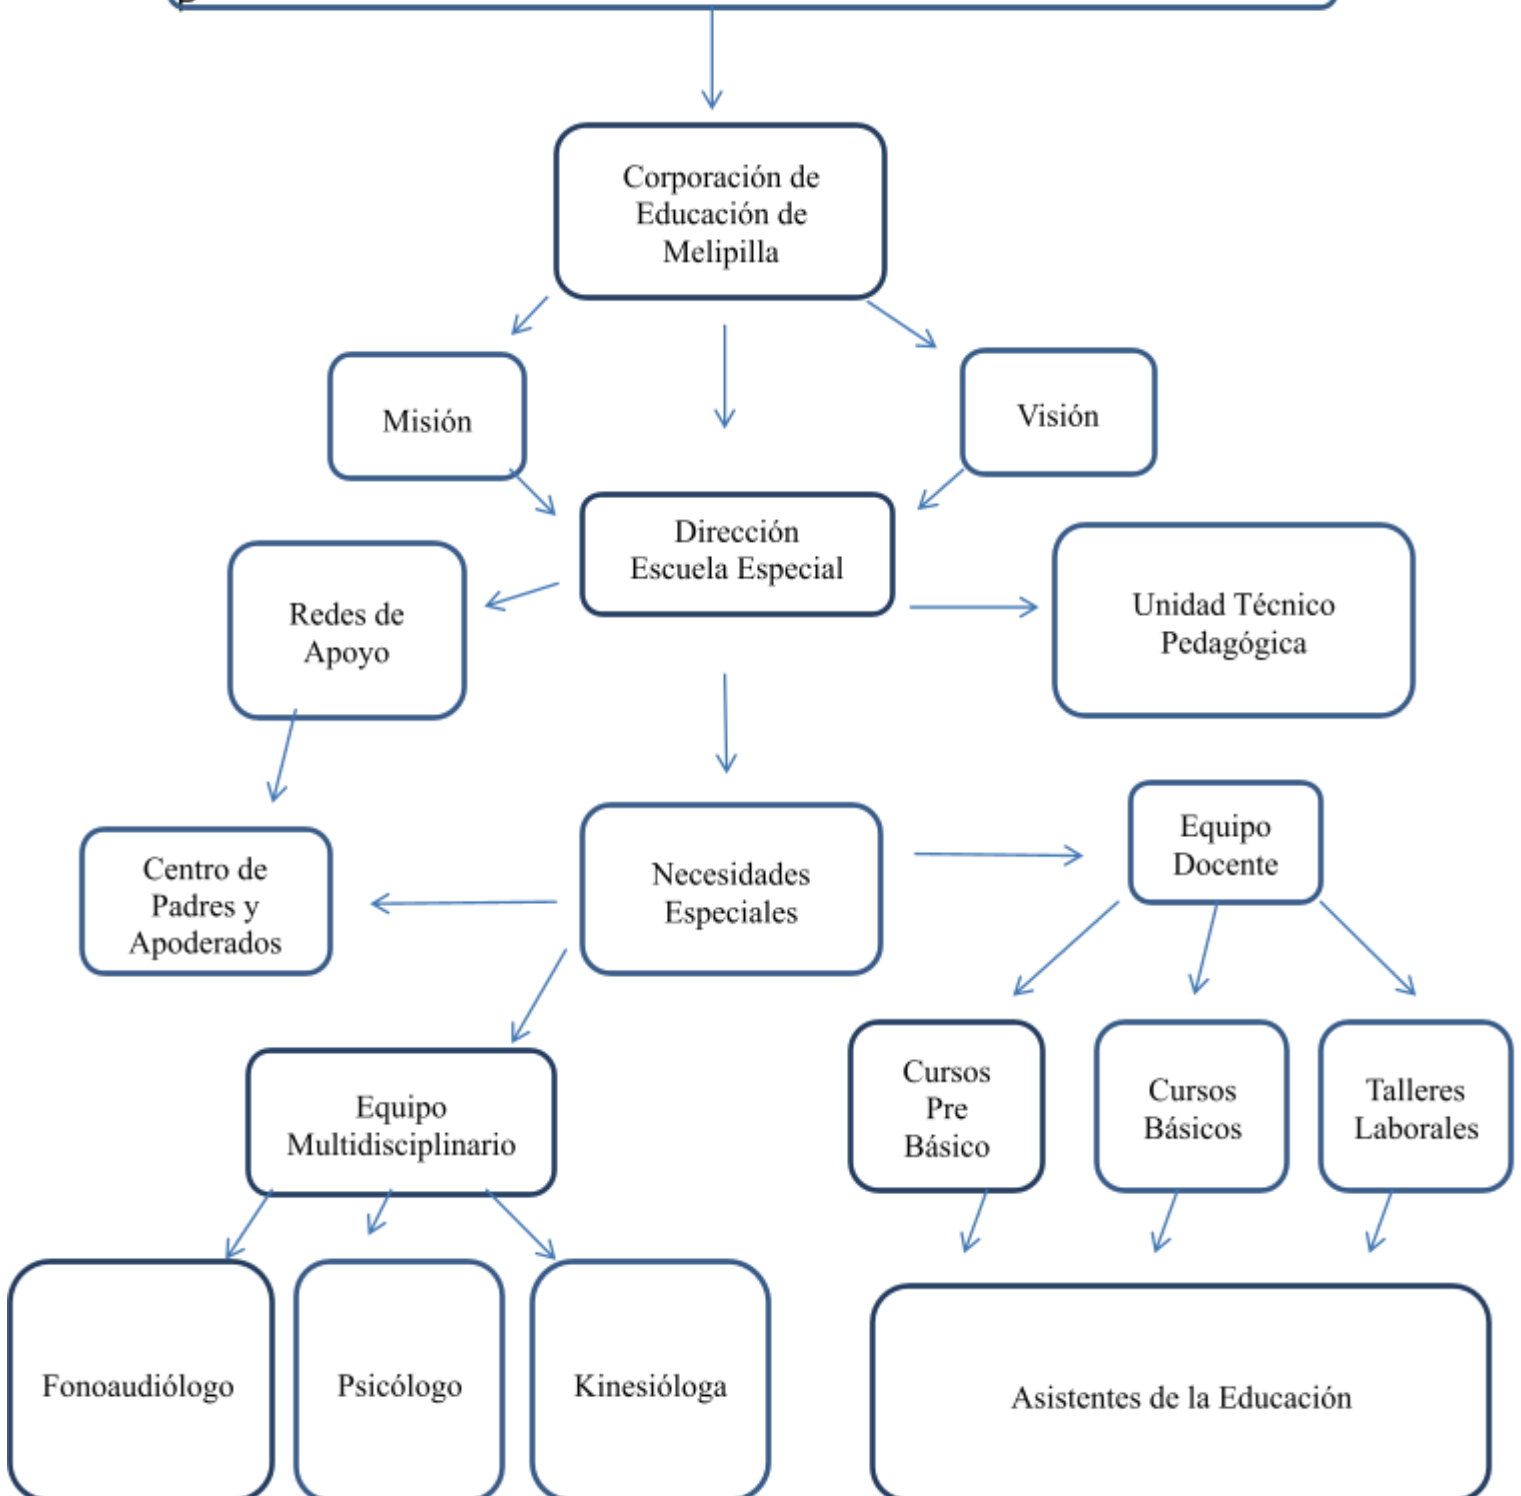 Corporación de
Educación de
Melipilla
Misión
Visión
Dirección
Escuela Especial
Redes de
Apoyo
Unidad Técnico
Pedagógica
Centro de
Padres y
Apoderados
Necesidades
Especiales
Equipo
Docente
Equipo
Multidisciplinario
Cursos
Pre
Básico
Cursos
Básicos
Talleres
Laborales
Fonoaudiólogo
Psicólogo
Kinesióloga
Asistentes de la Educación